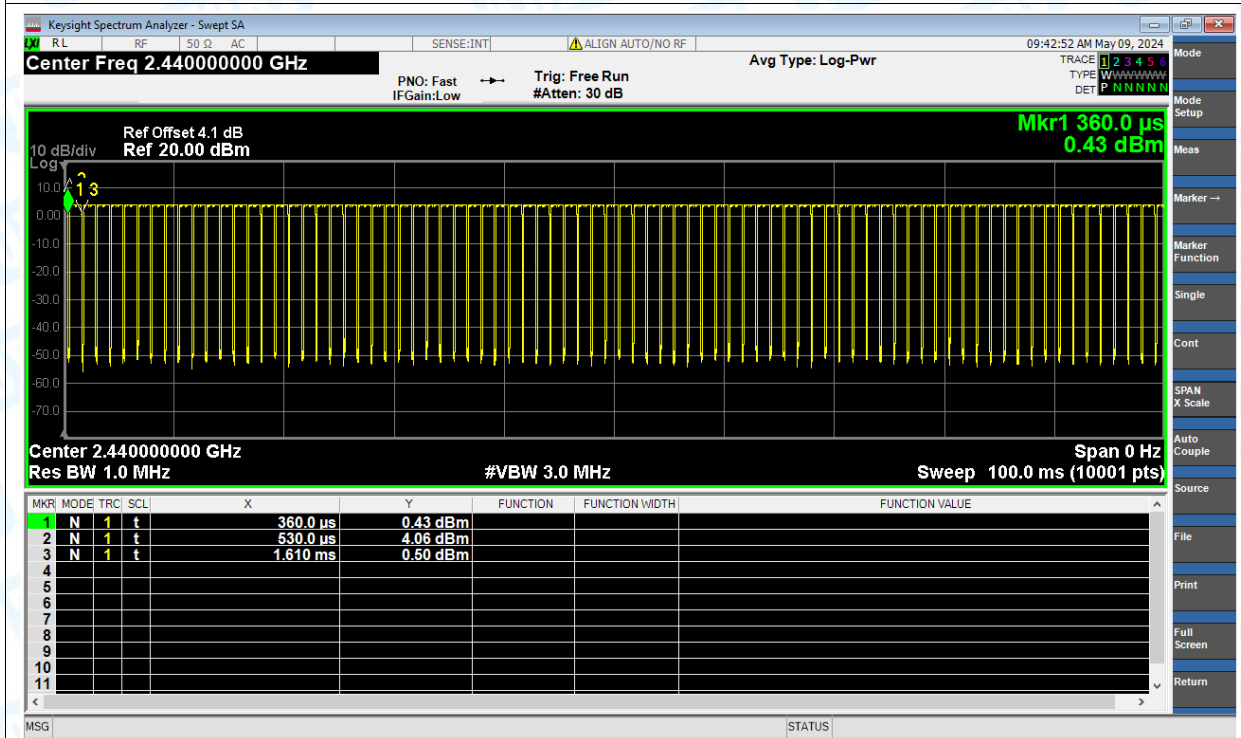 Keysight Spectrum Analyzer - Swept SA
LXI RL RF 50 Ω AC SENSE:INT ALIGN AUTO/NO RF 09:42:52 AM May 09, 2024
Center Freq 2.440000000 GHz Avg Type: Log-Pwr TRACE 1 2 3 4 5 6
PNO: Fast Trig: Free Run TYPE WWWWWW
IFGain:Low #Atten: 30 dB DET P N N N N N
Ref Offset 4.1 dB Mkr1 360.0 µs
10 dB/div Ref 20.00 dBm 0.43 dBm
Log
10.0
0.00
-10.0
-20.0
-30.0
-40.0
-50.0
-60.0
-70.0
1 3
Center 2.440000000 GHz Span 0 Hz
Res BW 1.0 MHz #VBW 3.0 MHz Sweep 100.0 ms (10001 pts)
MKR MODE TRC SCL X Y FUNCTION FUNCTION WIDTH FUNCTION VALUE
1 N 1 t 360.0 µs 0.43 dBm
2 N 1 t 530.0 µs 4.06 dBm
3 N 1 t 1.610 ms 0.50 dBm
4
5
6
7
8
9
10
11
MSG STATUS
Mode
Mode
Setup
Meas
Marker →
Marker
Function
Single
Cont
SPAN
X Scale
Auto
Couple
Source
File
Print
Full
Screen
Return